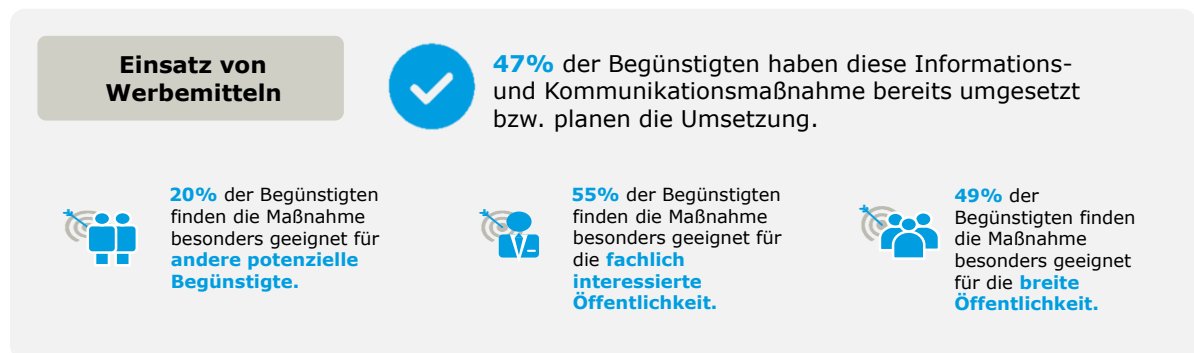 Einsatz von
Werbemitteln
47% der Begünstigten haben diese Informations-
und Kommunikationsmaßnahme bereits umgesetzt
bzw. planen die Umsetzung.
20% der Begünstigten
finden die Maßnahme
besonders geeignet für
andere potenzielle
Begünstigte.
55% der Begünstigten
finden die Maßnahme
besonders geeignet für
die fachlich
interessierte
Öffentlichkeit.
49% der
Begünstigten finden
die Maßnahme
besonders geeignet
für die breite
Öffentlichkeit.